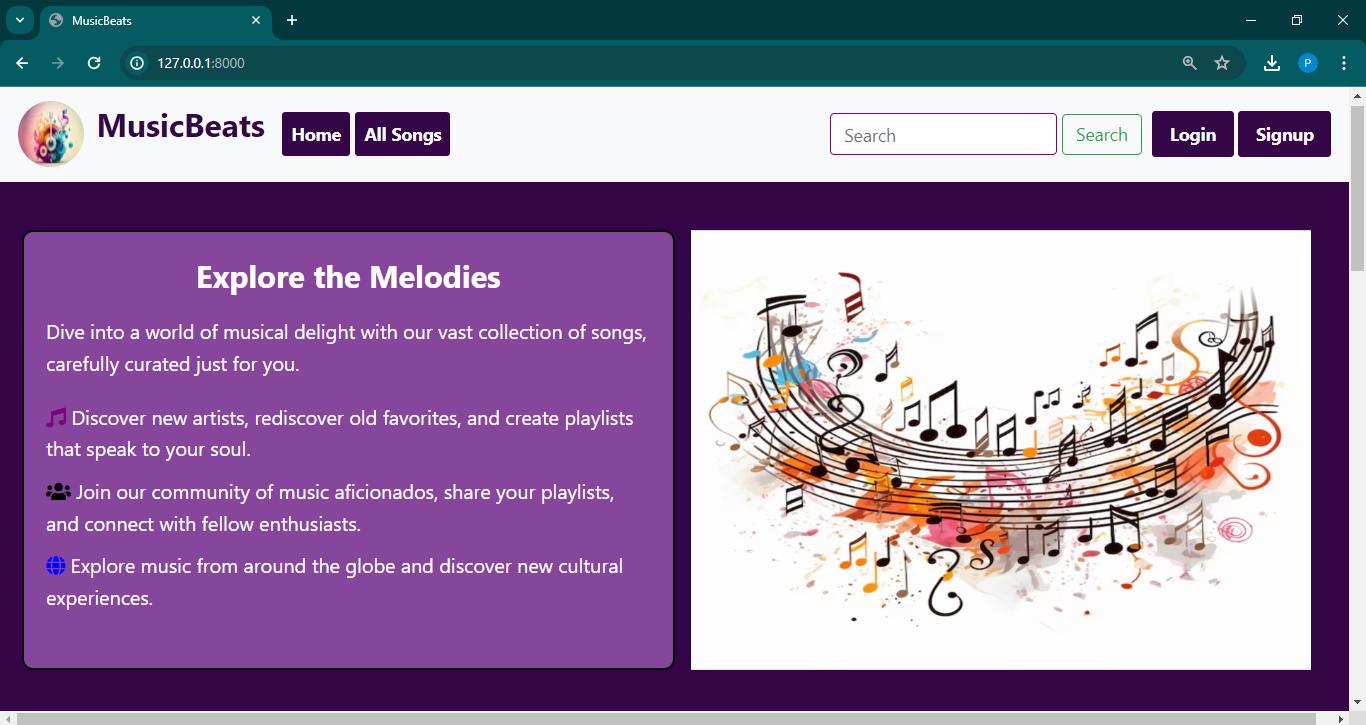 MusicBeats
127.0.0.1:8000
P
MusicBeats
Home
All Songs
Search
Search
Login
Signup
Explore the Melodies
Dive into a world of musical delight with our vast collection of songs,
carefully curated just for you.
Discover new artists, rediscover old favorites, and create playlists
that speak to your soul.
Join our community of music aficionados, share your playlists,
and connect with fellow enthusiasts.
Explore music from around the globe and discover new cultural
experiences.